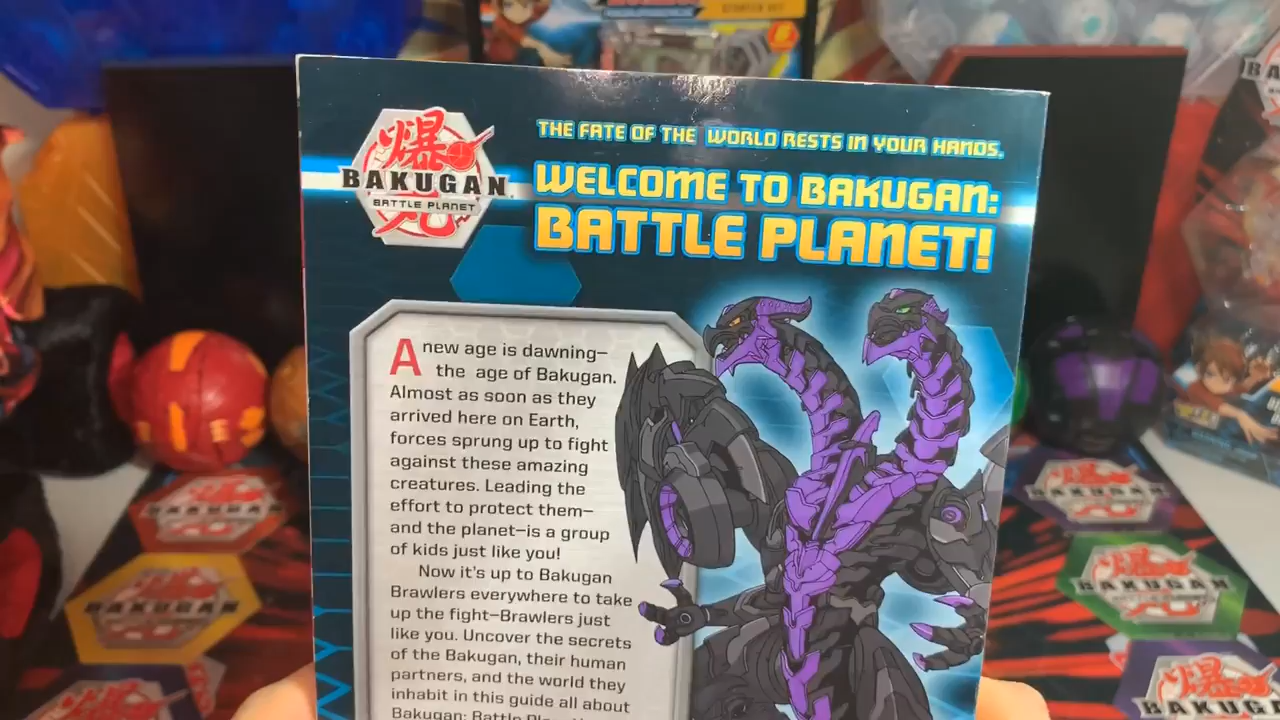 爆
BAKUGAN
BATTLE PLANET
THE FATE OF THE WORLD RESTS IN YOUR HANDS.
WELCOME TO BAKUGAN:
BATTLE PLANET!
A new age is dawning—
the age of Bakugan.
Almost as soon as they
arrived here on Earth,
forces sprung up to fight
against these amazing
creatures. Leading the
effort to protect them—
and the planet—is a group
of kids just like you!
Now it's up to Bakugan
Brawlers everywhere to take
up the fight—Brawlers just
like you. Uncover the secrets
of the Bakugan, their human
partners, and the world they
inhabit in this guide all about
Bakugan: Battle
BAKUGAN
BAKUGAN
BAKUGAN
BAKUGAN
BAKUGAN
BAKUGAN